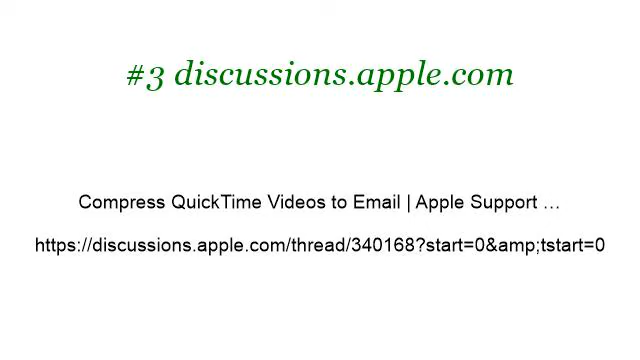 #3 discussions.apple.com
Compress QuickTime Videos to Email | Apple Support …
https://discussions.apple.com/thread/340168?start=0&amp;tstart=0